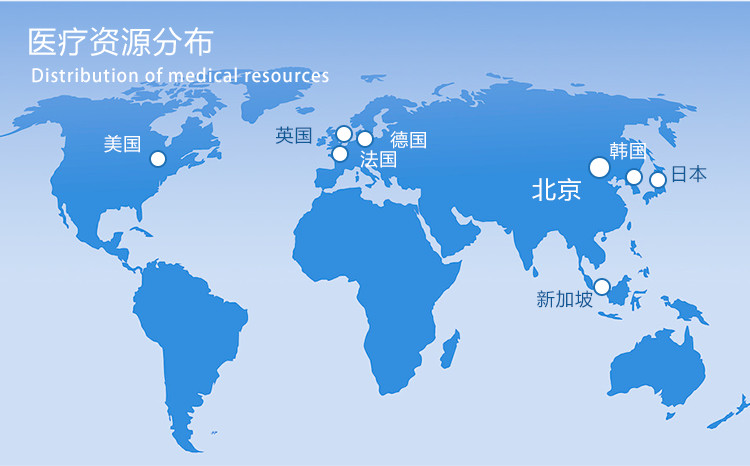 医疗资源分布
Distribution of medical resources
美国
英国
德国
法国
韩国
日本
北京
新加坡